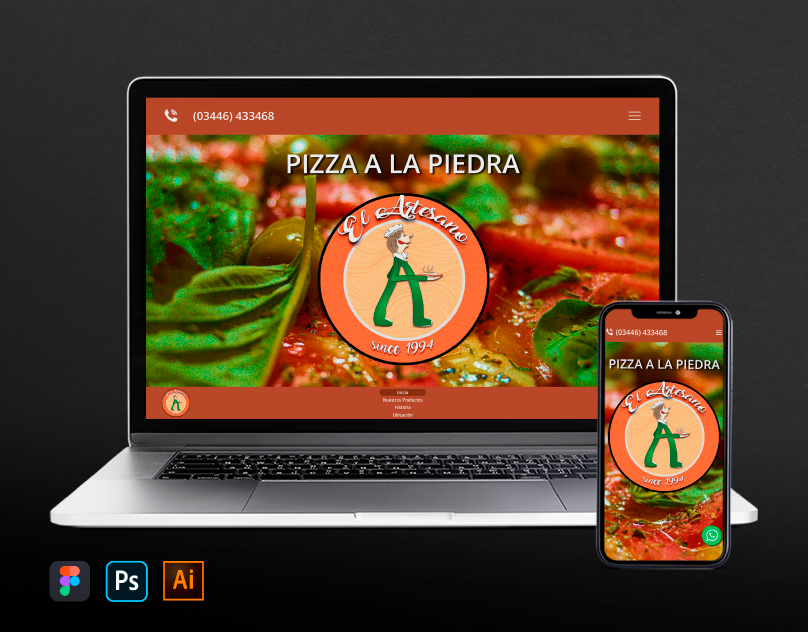 (03446) 433468
PIZZA A LA PIEDRA
El Artesano
since 1994
Inicio
Nuestros Productos
Historia
Ubicación
(03446) 433468
PIZZA A LA PIEDRA
El Artesano
since 1994
Ps
Ai